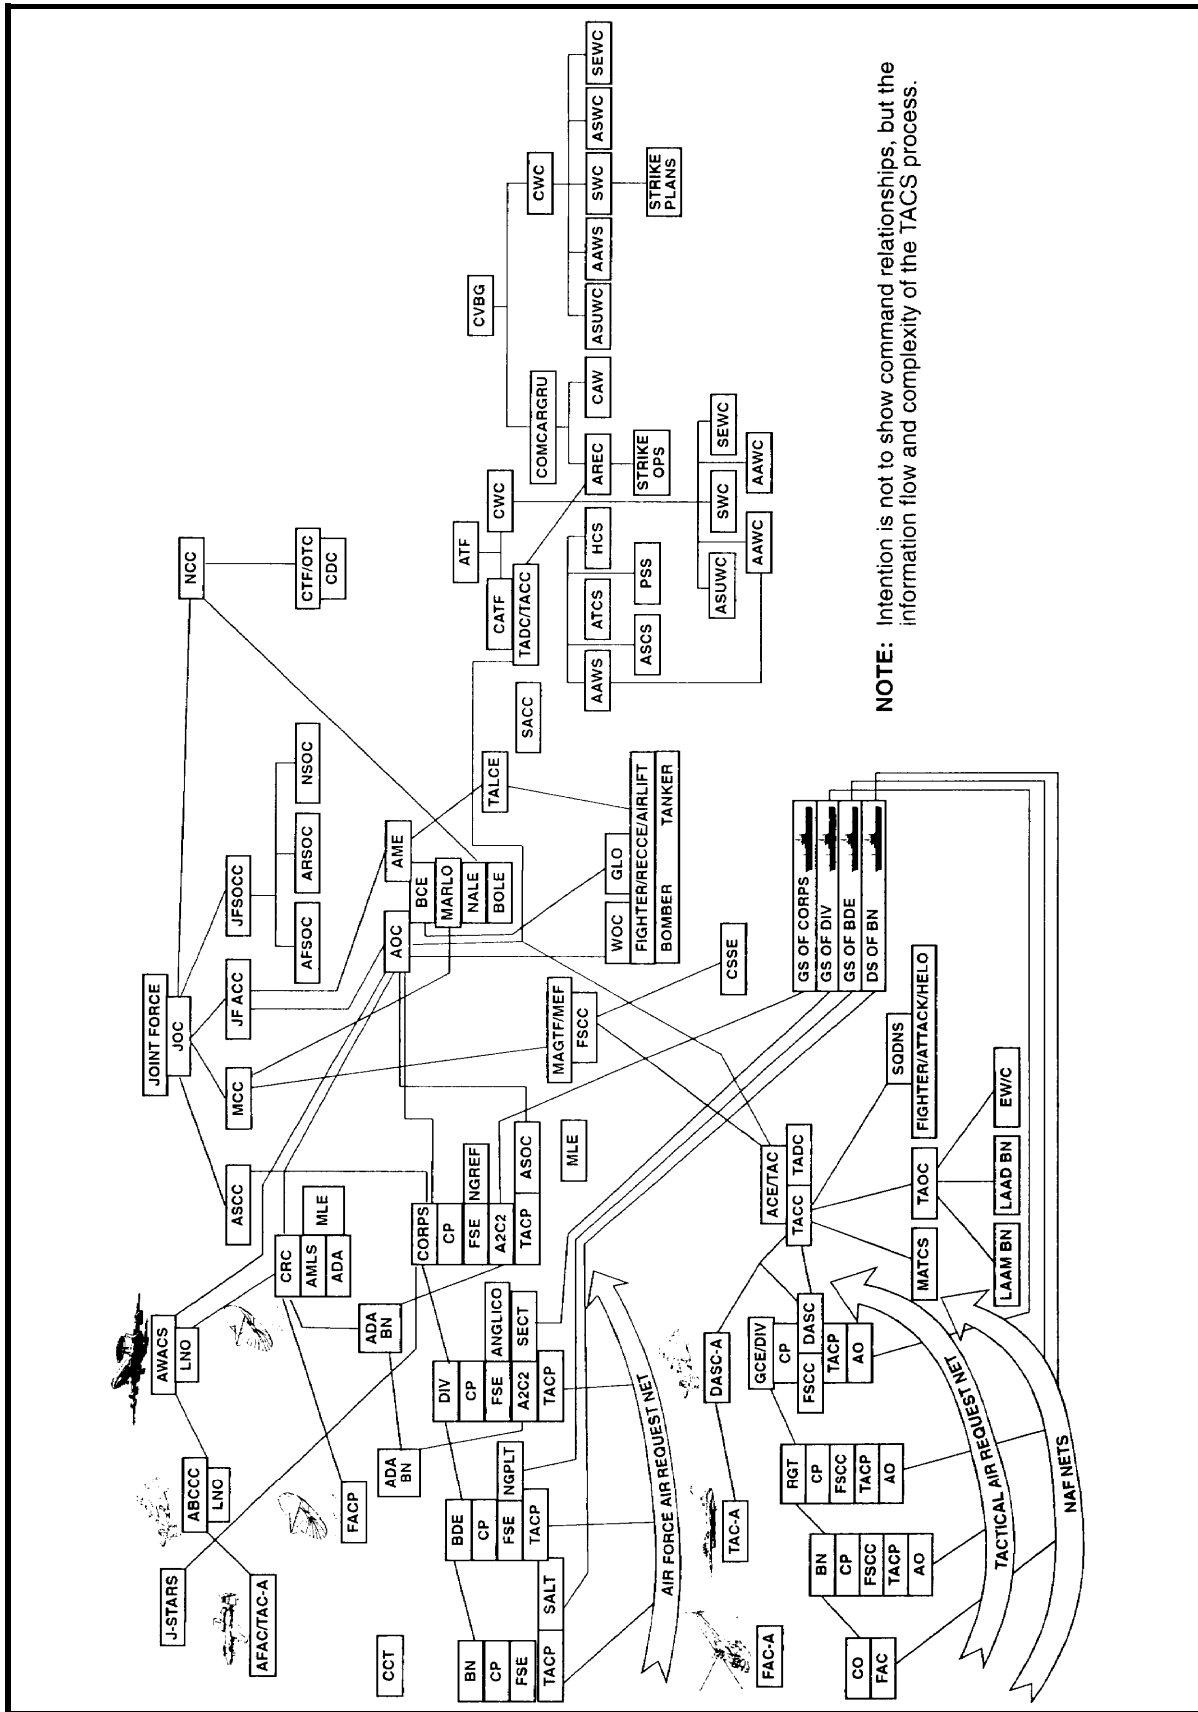 JOINT FORCE
JOC
NCC
CTF/OTC
CDC
ASCC
MCC
JF ACC
JFSOCC
AFSOC
ARSOC
NSOC
J-STARS
ABCCC
LNO
AFAC/TAC-A
AWACS
LNO
CRC
AMLS
ADA
MLE
FACP
ADA
BN
ADA
BN
CCT
AOC
AME
BCE
MARLO
NALE
BOLE
TALCE
SACC
CVBG
COMCARGRU
CWC
AREC
CAW
STRIKE
OPS
ASUWC
AAWS
SWC
ASWC
SEWC
STRIKE
PLANS
ATF
CATF
CWC
TADC/TACC
AAWS
ATCS
HCS
ASCS
PSS
ASUWC
SWC
SEWC
AAWC
AAWC
BN
CP
FSE
TACP
SALT
BDE
CP
FSE
NGPLT
TACP
DIV
CP
FSE
ANGLICO
A2C2
SECT
TACP
CORPS
CP
FSE
NGREF
A2C2
TACP
ASOC
MLE
MAGTF/MEF
FSCC
CSSE
WOC
GLO
FIGHTER/RECCE/AIRLIFT
BOMBER
TANKER
GS OF CORPS
GS OF DIV
GS OF BDE
DS OF BN
AIR FORCE AIR REQUEST NET
FAC-A
TAC-A
DASC-A
ACE/TAC
TACC
TADC
GCE/DIV
CP
FSCC
DASC
TACP
AO
RGT
CP
FSCC
TACP
AO
BN
CP
FSCC
TACP
AO
CO
FAC
SQDNS
FIGHTER/ATTACK/HELO
MATCS
TAOC
LAAM BN
LAAD BN
EW/C
TACTICAL AIR REQUEST NET
NAF NETS
NOTE: Intention is not to show command relationships, but the
information flow and complexity of the TACS process.